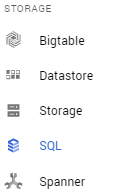 STORAGE
Bigtable
Datastore
Storage
SQL
Spanner